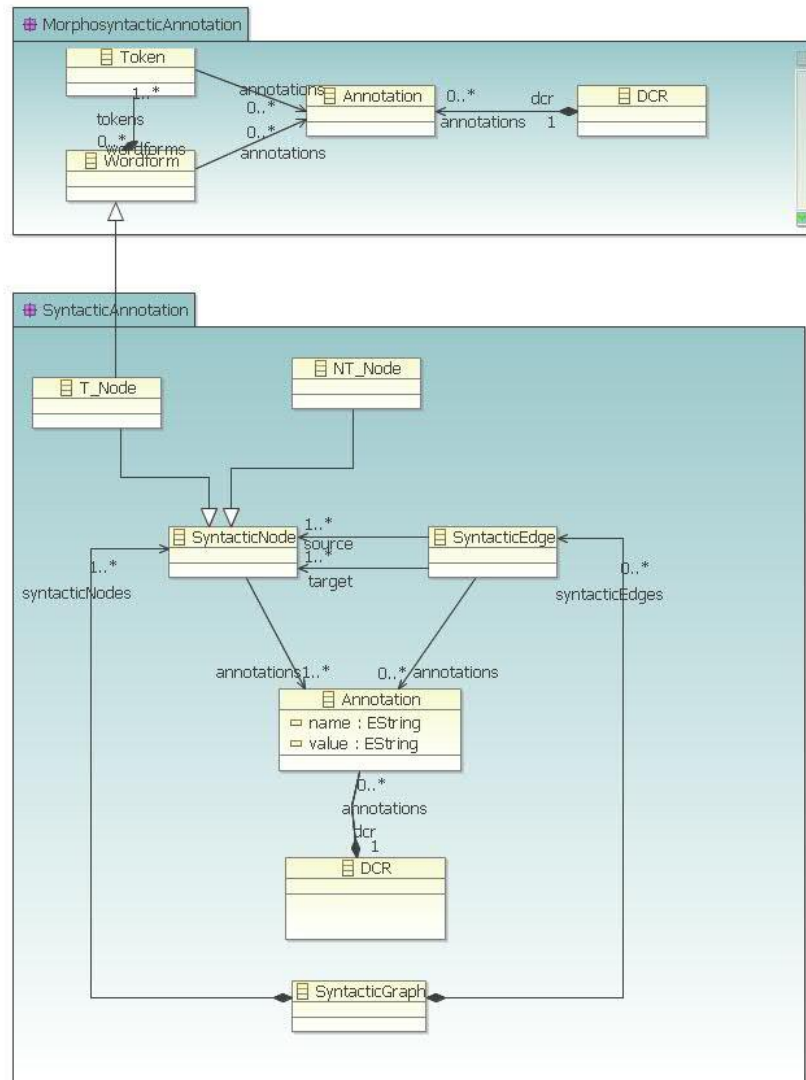 MorphosyntacticAnnotation
Token
1..*
tokens
0..*
wordforms
Wordform
annotations
0..*
0..*
annotations
Annotation
0..*
annotations
dcr
1
DCR
SyntacticAnnotation
T_Node
NT_Node
SyntacticNode
1..*
source
1..*
target
SyntacticEdge
1..*
syntacticNodes
0..*
syntacticEdges
annotations
1..*
0..*
annotations
Annotation
name : EString
value : EString
0..*
annotations
dcr
1
DCR
SyntacticGraph